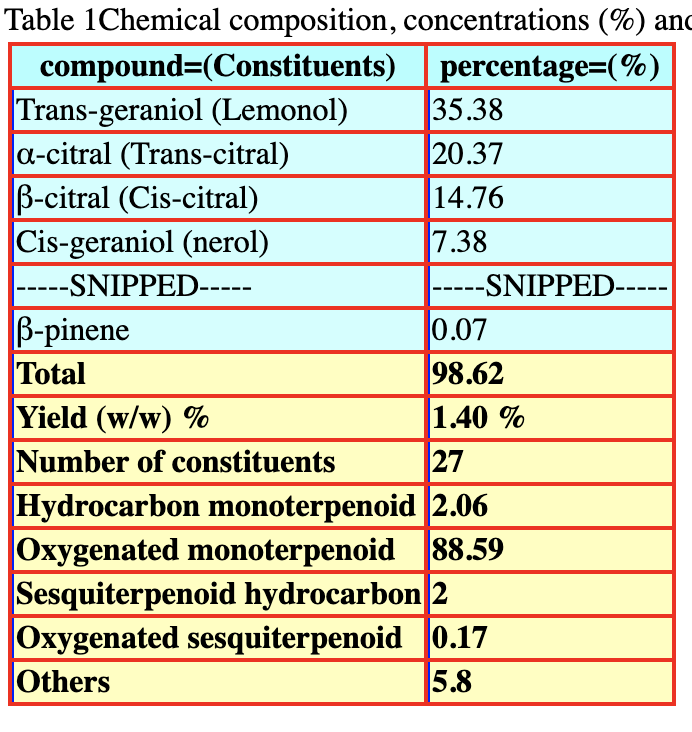 Table 1Chemical composition, concentrations (%) and
compound=(Constituents) percentage=(%)
Trans-geraniol (Lemonol) 35.38
α-citral (Trans-citral) 20.37
β-citral (Cis-citral) 14.76
Cis-geraniol (nerol) 7.38
-----SNIPPED----- -----SNIPPED-----
β-pinene 0.07
Total 98.62
Yield (w/w) % 1.40 %
Number of constituents 27
Hydrocarbon monoterpenoid 2.06
Oxygenated monoterpenoid 88.59
Sesquiterpenoid hydrocarbon 2
Oxygenated sesquiterpenoid 0.17
Others 5.8